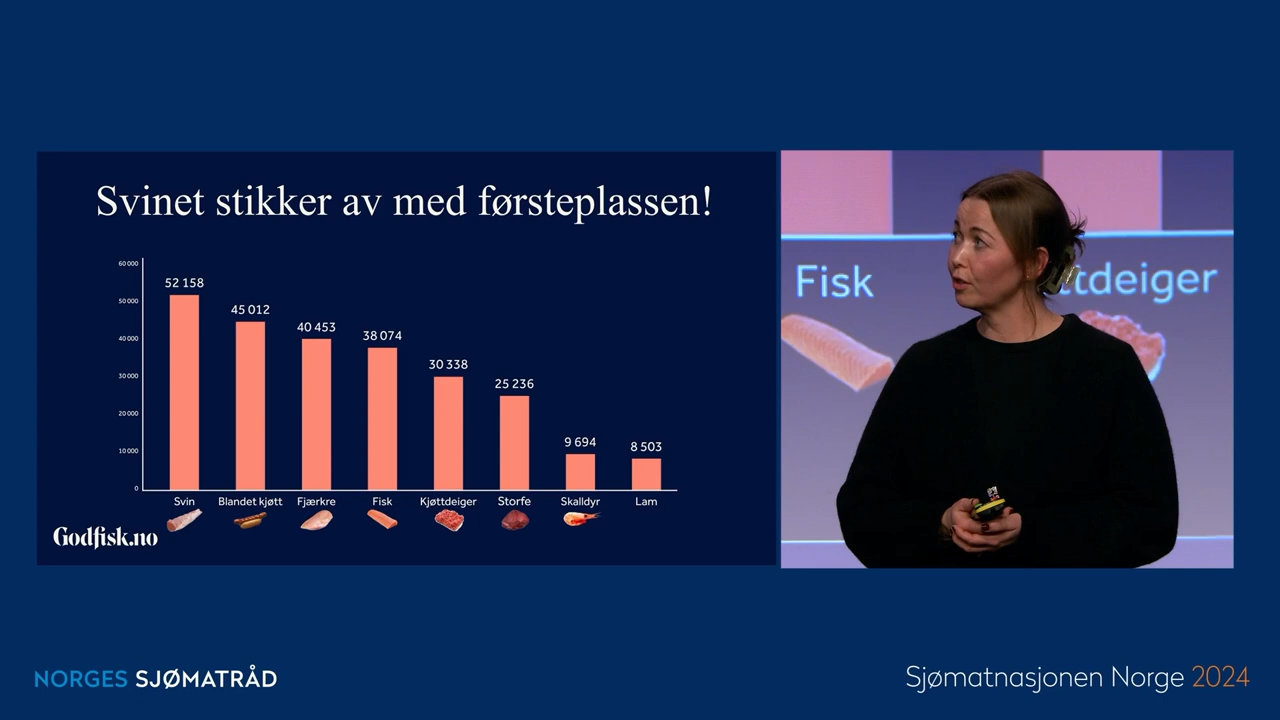 Svinet stikker av med førsteplassen!
60 000
50 000
40 000
30 000
20 000
10 000
0
52 158
45 012
40 453
38 074
30 338
25 236
9 694
8 503
Svin
Blandet kjøtt
Fjærkre
Fisk
Kjøttdeiger
Storfe
Skalldyr
Lam
Godfisk.no
Fisk
ttdeiger
NORGES SJØMATRÅD
Sjømatnasjonen Norge 2024